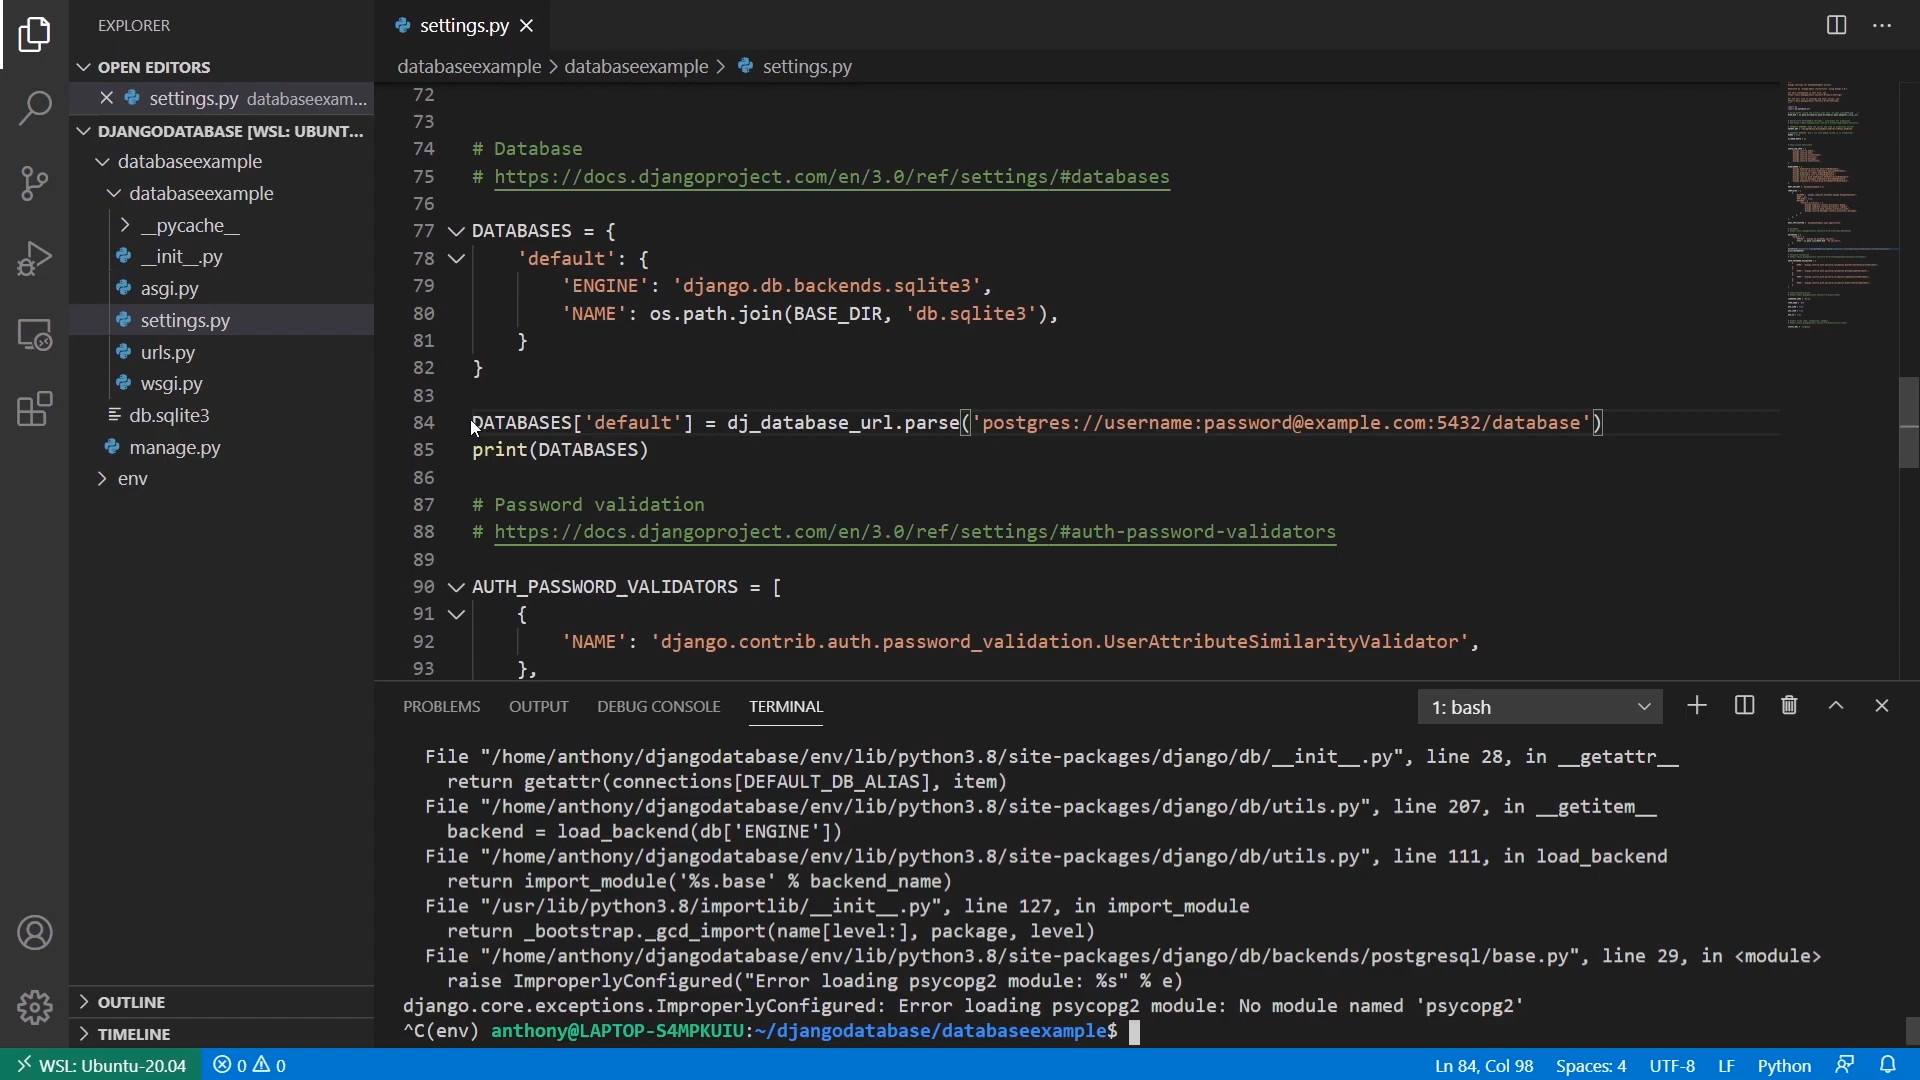 EXPLORER
OPEN EDITORS
settings.py databaseexam...
DJANGODATABASE [WSL: UBUNT...
databaseexample
databaseexample
__pycache__
__init__.py
asgi.py
settings.py
urls.py
wsgi.py
db.sqlite3
manage.py
env
OUTLINE
TIMELINE
settings.py
databaseexample > databaseexample > settings.py
72
73
74 # Database
75 # https://docs.djangoproject.com/en/3.0/ref/settings/#databases
76
77 DATABASES = {
78 'default': {
79 'ENGINE': 'django.db.backends.sqlite3',
80 'NAME': os.path.join(BASE_DIR, 'db.sqlite3'),
81 }
82 }
83
84 DATABASES['default'] = dj_database_url.parse('postgres://username:password@example.com:5432/database')
85 print(DATABASES)
86
87 # Password validation
88 # https://docs.djangoproject.com/en/3.0/ref/settings/#auth-password-validators
89
90 AUTH_PASSWORD_VALIDATORS = [
91 {
92 'NAME': 'django.contrib.auth.password_validation.UserAttributeSimilarityValidator',
93 },
PROBLEMS OUTPUT DEBUG CONSOLE TERMINAL 1: bash
File "/home/anthony/djangodatabase/env/lib/python3.8/site-packages/django/db/__init__.py", line 28, in __getattr__
return getattr(connections[DEFAULT_DB_ALIAS], item)
File "/home/anthony/djangodatabase/env/lib/python3.8/site-packages/django/db/utils.py", line 207, in __getitem__
backend = load_backend(db['ENGINE'])
File "/home/anthony/djangodatabase/env/lib/python3.8/site-packages/django/db/utils.py", line 111, in load_backend
return import_module('%s.base' % backend_name)
File "/usr/lib/python3.8/importlib/__init__.py", line 127, in import_module
return _bootstrap._gcd_import(name[level:], package, level)
File "/home/anthony/djangodatabase/env/lib/python3.8/site-packages/django/db/backends/postgresql/base.py", line 29, in <module>
raise ImproperlyConfigured("Error loading psycopg2 module: %s" % e)
django.core.exceptions.ImproperlyConfigured: Error loading psycopg2 module: No module named 'psycopg2'
^C(env) anthony@LAPTOP-S4MPKUIU:~/djangodatabase/databaseexample$
WSL: Ubuntu-20.04 0 0 Ln 84, Col 98 Spaces: 4 UTF-8 LF Python